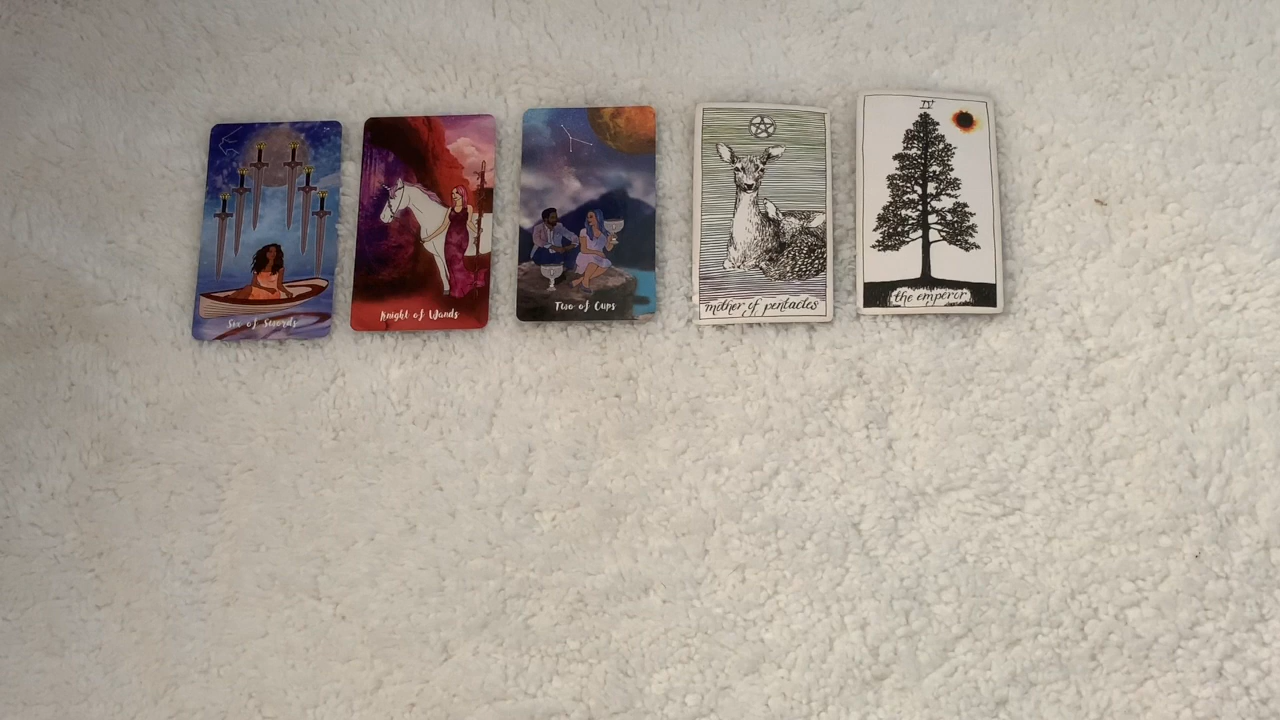 Six of Swords
Knight of Wands
Two of Cups
mother of pentacles
IV
the emperor